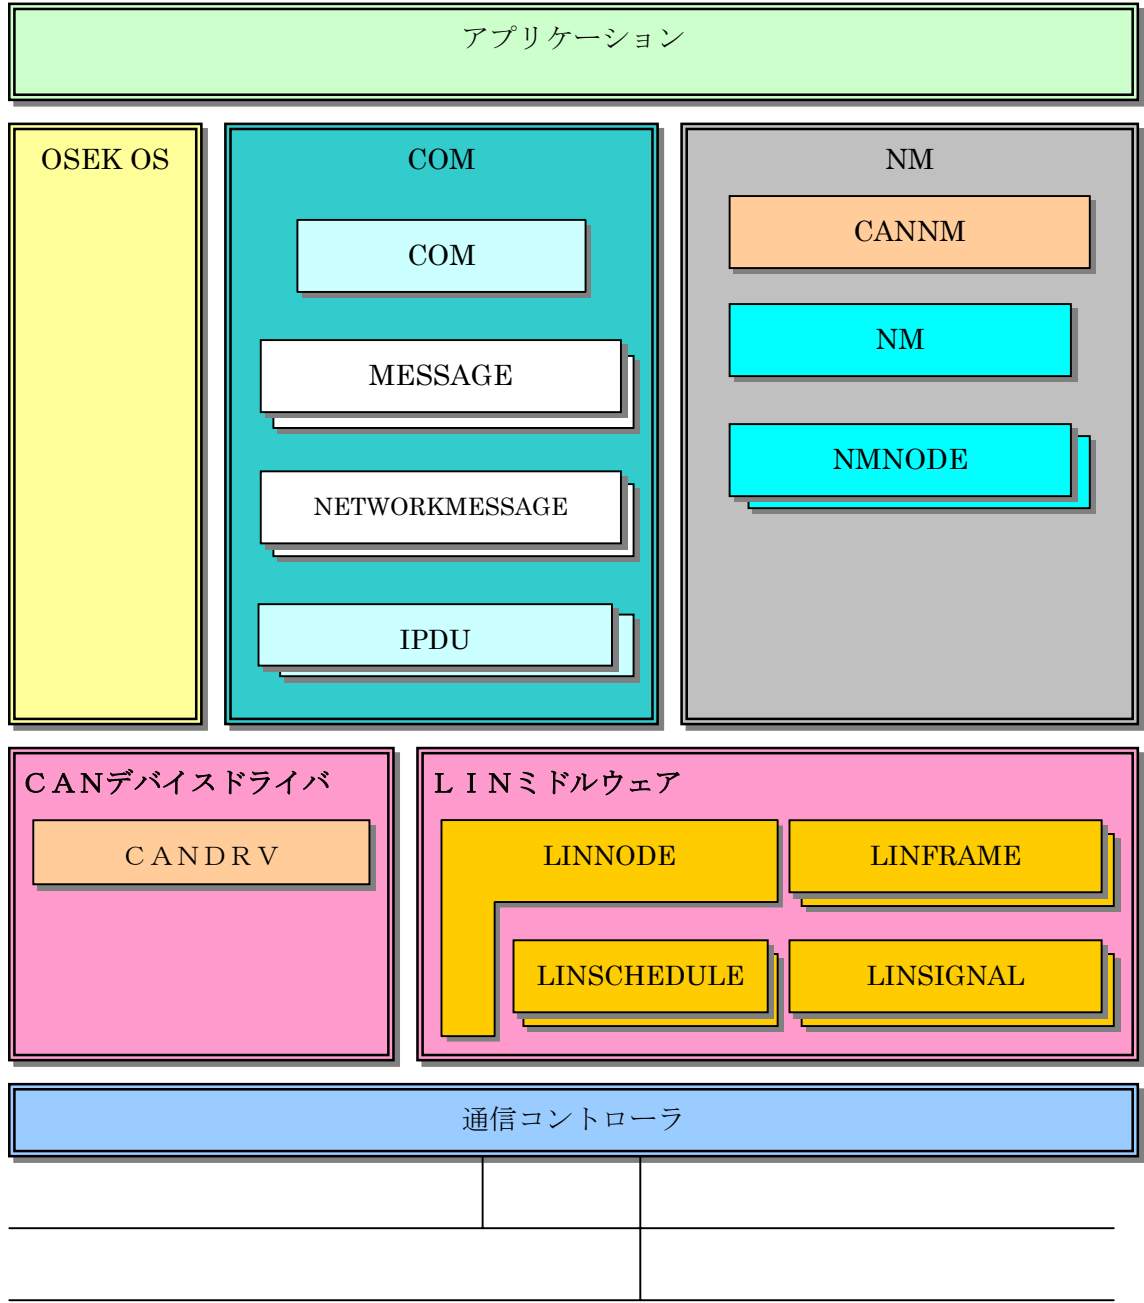 アプリケーション
OSEK OS
COM
COM
MESSAGE
NETWORKMESSAGE
IPDU
NM
CANNM
NM
NMNODE
ＣＡＮデバイスドライバ
ＣＡＮＤＲＶ
ＬＩＮミドルウェア
LINNODE
LINFRAME
LINSCHEDULE
LINSIGNAL
通信コントローラ